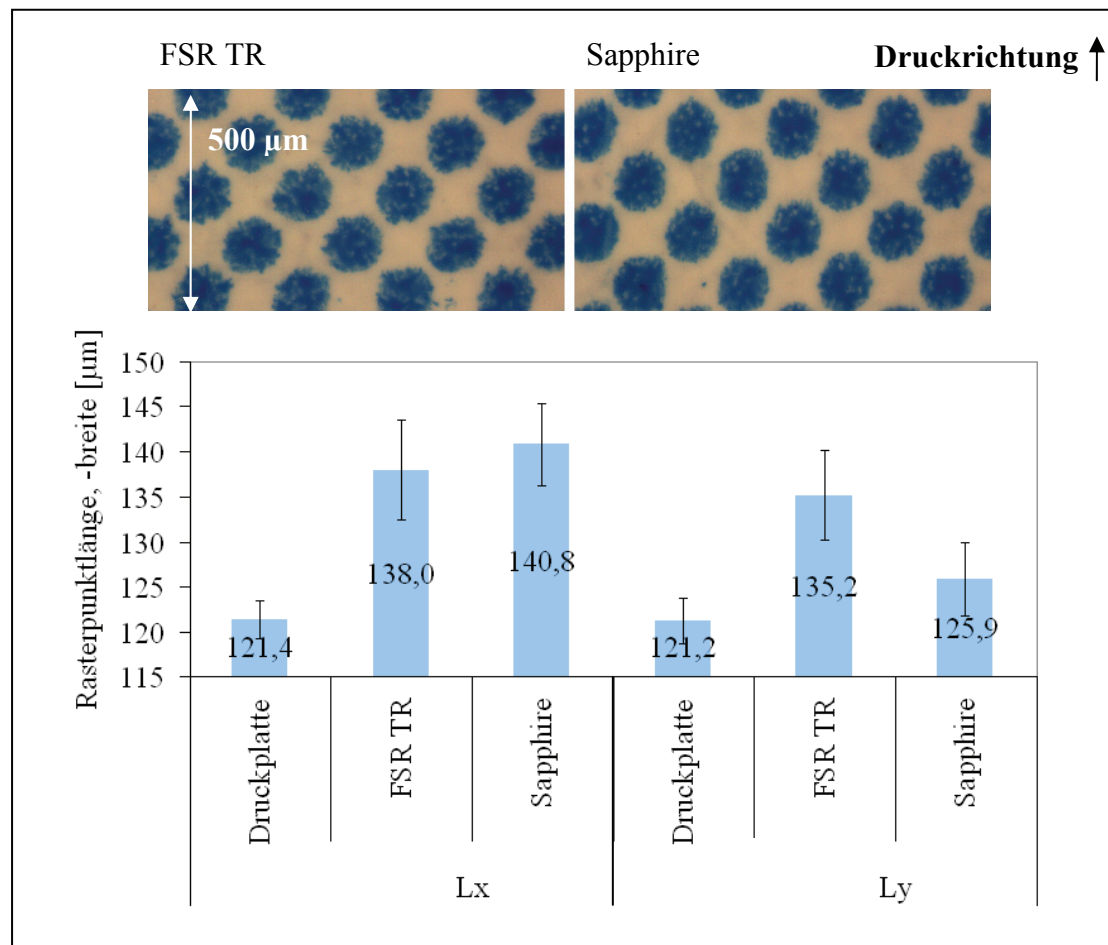 FSR TR
Sapphire
Druckrichtung
500 µm
Rasterpunktlänge, -breite [µm]
150
145
140
135
130
125
120
115
121,4
138,0
140,8
121,2
135,2
125,9
Druckplatte
FSR TR
Sapphire
Druckplatte
FSR TR
Sapphire
Lx
Ly